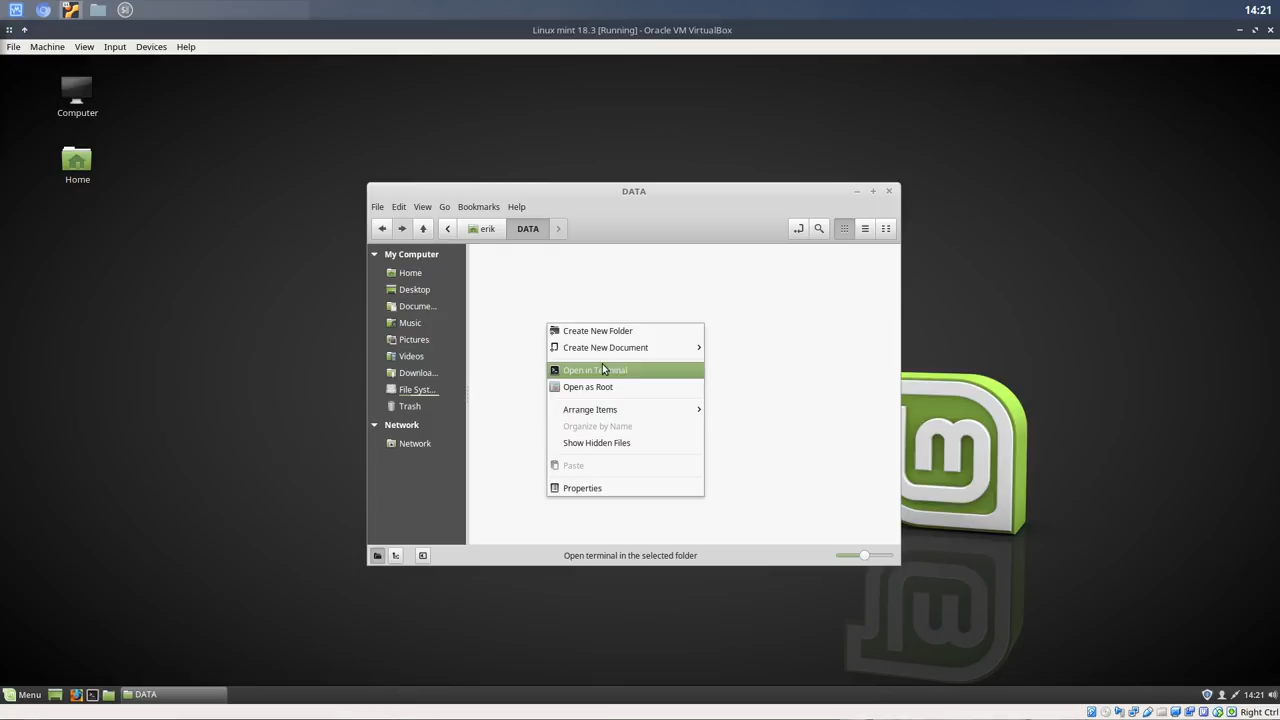 14:21
Linux mint 18.3 [Running] - Oracle VM VirtualBox
File Machine View Input Devices Help
Computer
Home
DATA
File Edit View Go Bookmarks Help
erik DATA
My Computer
Home
Desktop
Docume...
Music
Pictures
Videos
Downloa...
File Syst...
Trash
Network
Network
Create New Folder
Create New Document
Open in Terminal
Open as Root
Arrange Items
Organize by Name
Show Hidden Files
Paste
Properties
Open terminal in the selected folder
Menu DATA 14:21
Right Ctrl